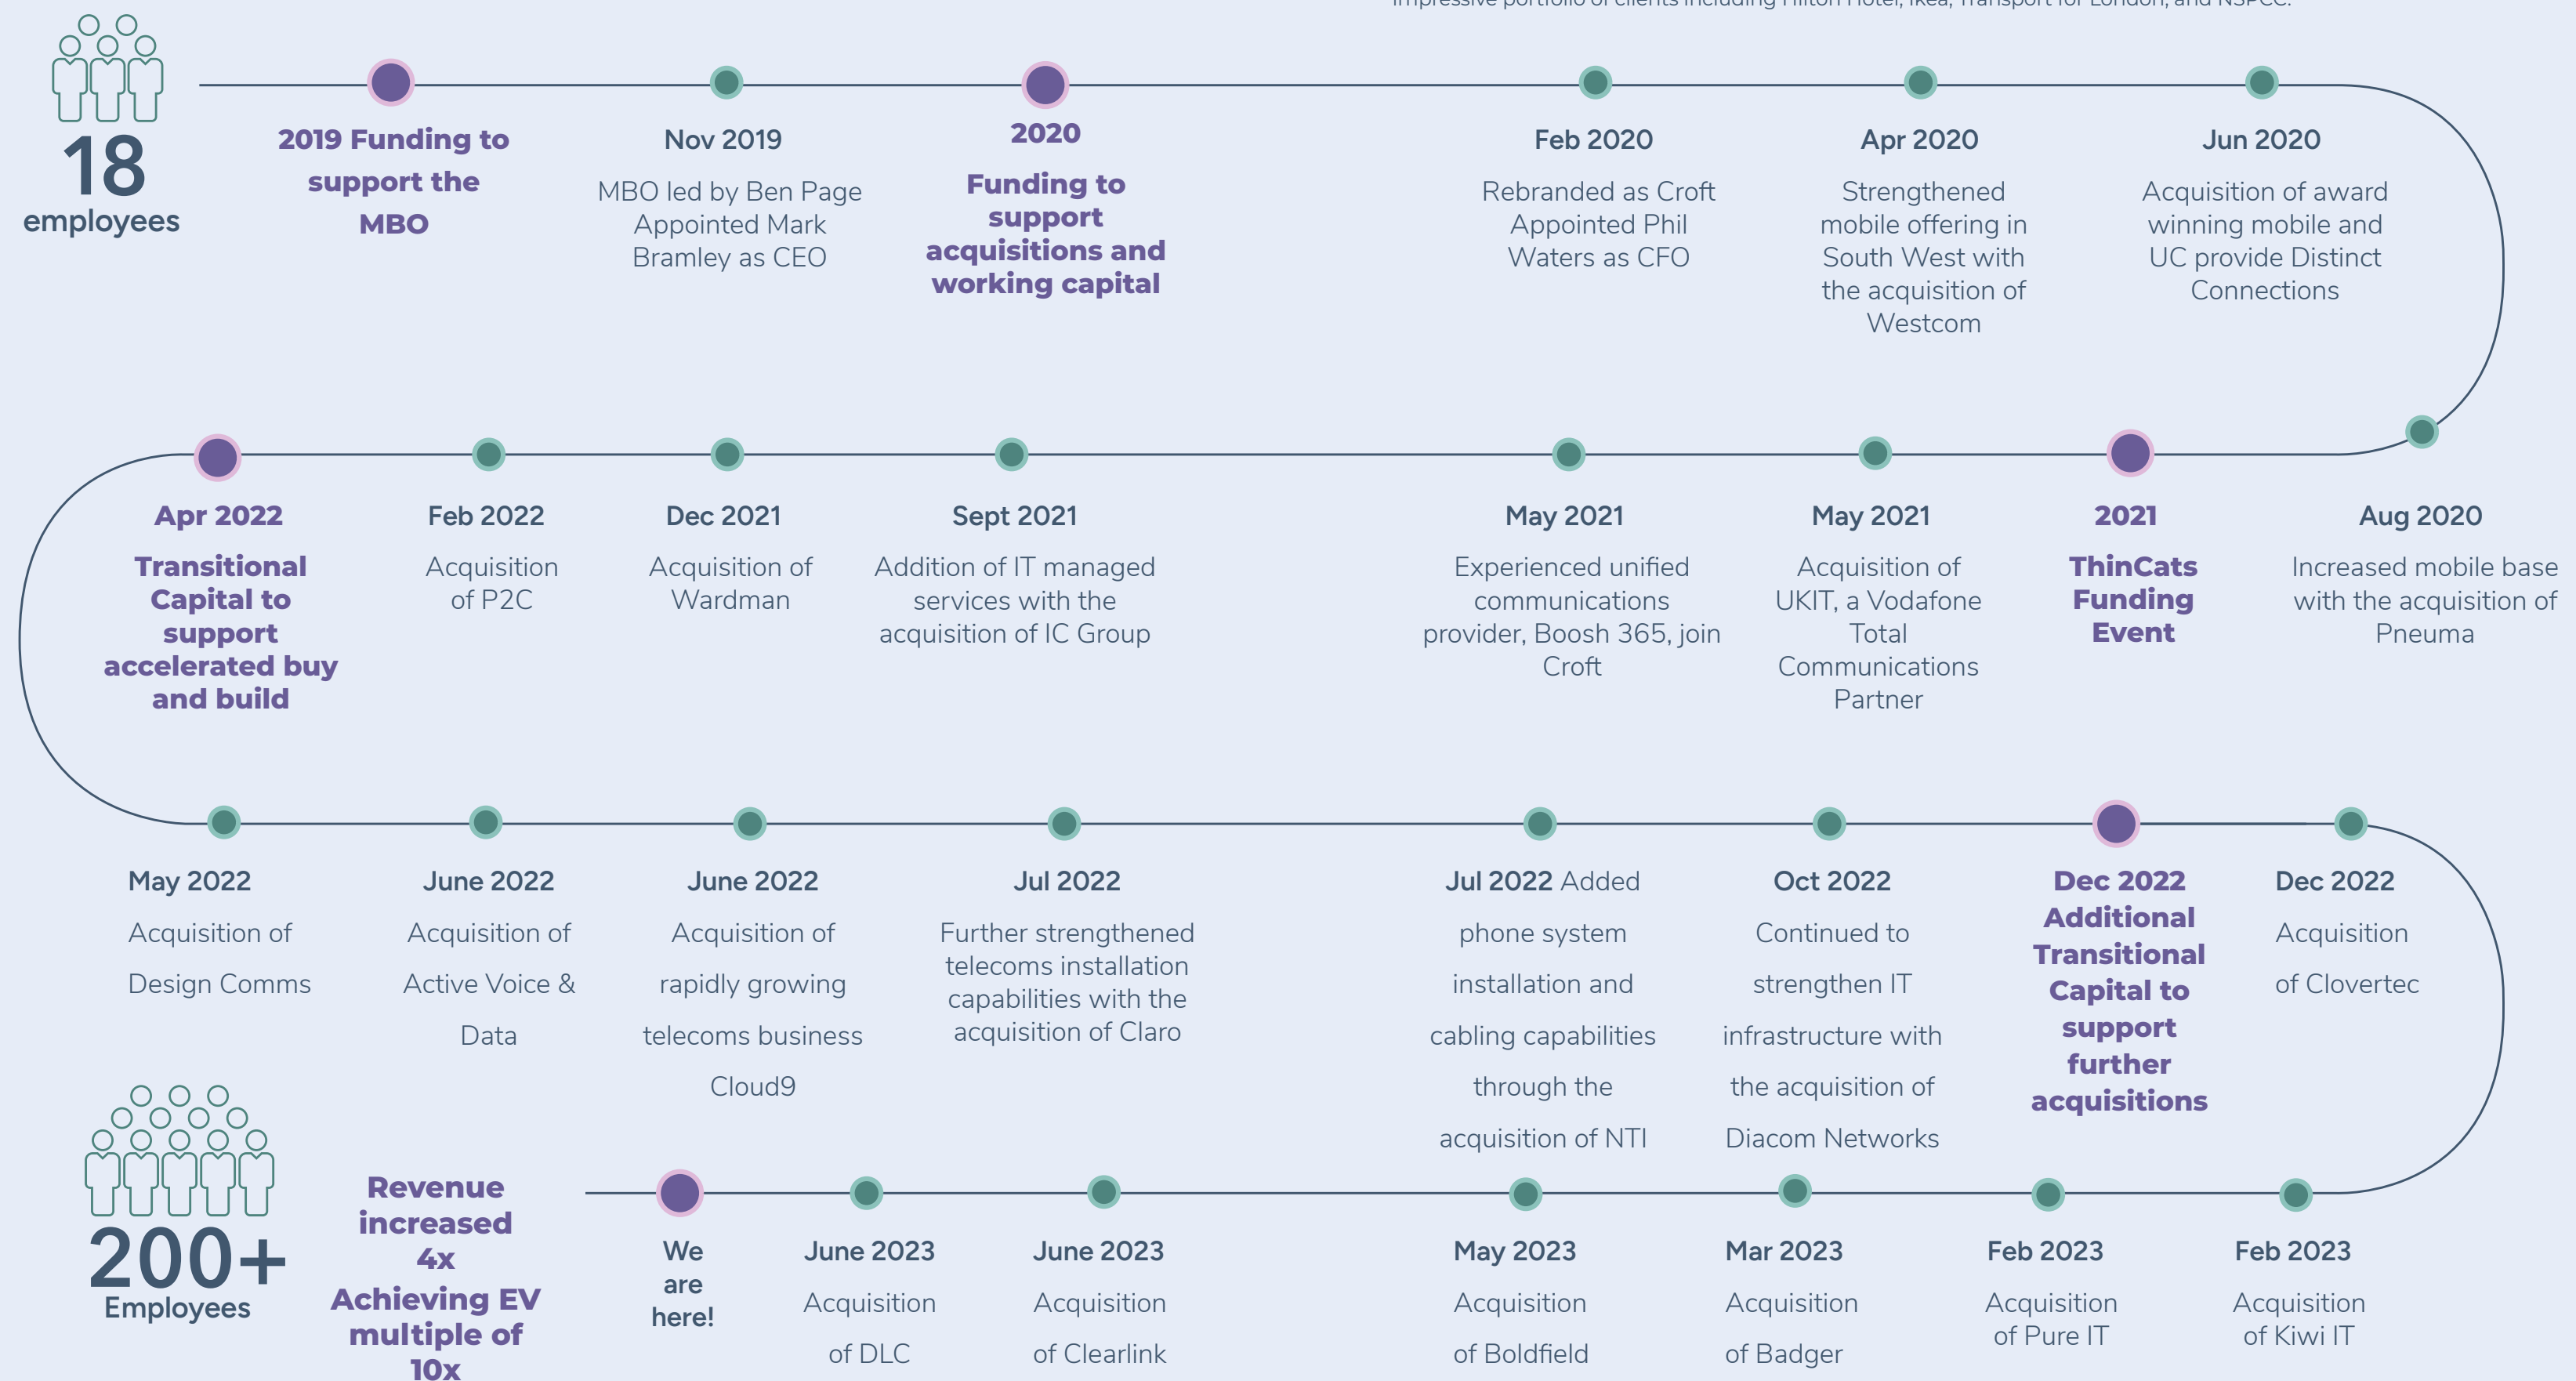 impressive portfolio of clients including Hilton Hotel, Ikea, Transport for London, and NSPCC.
18
employees
2019 Funding to
support the
MBO
Nov 2019
MBO led by Ben Page
Appointed Mark
Bramley as CEO
2020
Funding to
support
acquisitions and
working capital
Feb 2020
Rebranded as Croft
Appointed Phil
Waters as CFO
Apr 2020
Strengthened
mobile offering in
South West with
the acquisition of
Westcom
Jun 2020
Acquisition of award
winning mobile and
UC provide Distinct
Connections
Apr 2022
Transitional
Capital to
support
accelerated buy
and build
Feb 2022
Acquisition
of P2C
Dec 2021
Acquisition of
Wardman
Sept 2021
Addition of IT managed
services with the
acquisition of IC Group
May 2021
Experienced unified
communications
provider, Boosh 365, join
Croft
May 2021
Acquisition of
UKIT, a Vodafone
Total
Communications
Partner
2021
ThinCats
Funding
Event
Aug 2020
Increased mobile base
with the acquisition of
Pneuma
May 2022
Acquisition of
Design Comms
June 2022
Acquisition of
Active Voice &
Data
June 2022
Acquisition of
rapidly growing
telecoms business
Cloud9
Jul 2022
Further strengthened
telecoms installation
capabilities with the
acquisition of Claro
Jul 2022 Added
phone system
installation and
cabling capabilities
through the
acquisition of NTI
Oct 2022
Continued to
strengthen IT
infrastructure with
the acquisition of
Diacom Networks
Dec 2022
Additional
Transitional
Capital to
support
further
acquisitions
Dec 2022
Acquisition
of Clovertec
200+
Employees
Revenue
increased
4x
Achieving EV
multiple of
10x
We
are
here!
June 2023
Acquisition
of DLC
June 2023
Acquisition
of Clearlink
May 2023
Acquisition
of Boldfield
Mar 2023
Acquisition
of Badger
Feb 2023
Acquisition
of Pure IT
Feb 2023
Acquisition
of Kiwi IT